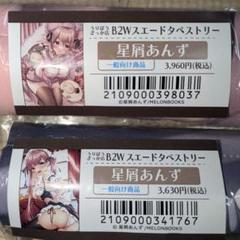 うりぼうざっか店 B2Wスエードタペストリー
星屑あんず
一般向け商品
3,960円(税込)
2109000398037
©星屑あんず/MELONBOOKS
うりぼうざっか店 B2Wスエードタペストリー
星屑あんず
一般向け商品
3,630円(税込)
2109000341767
©星屑あんず/MELONBOOKS